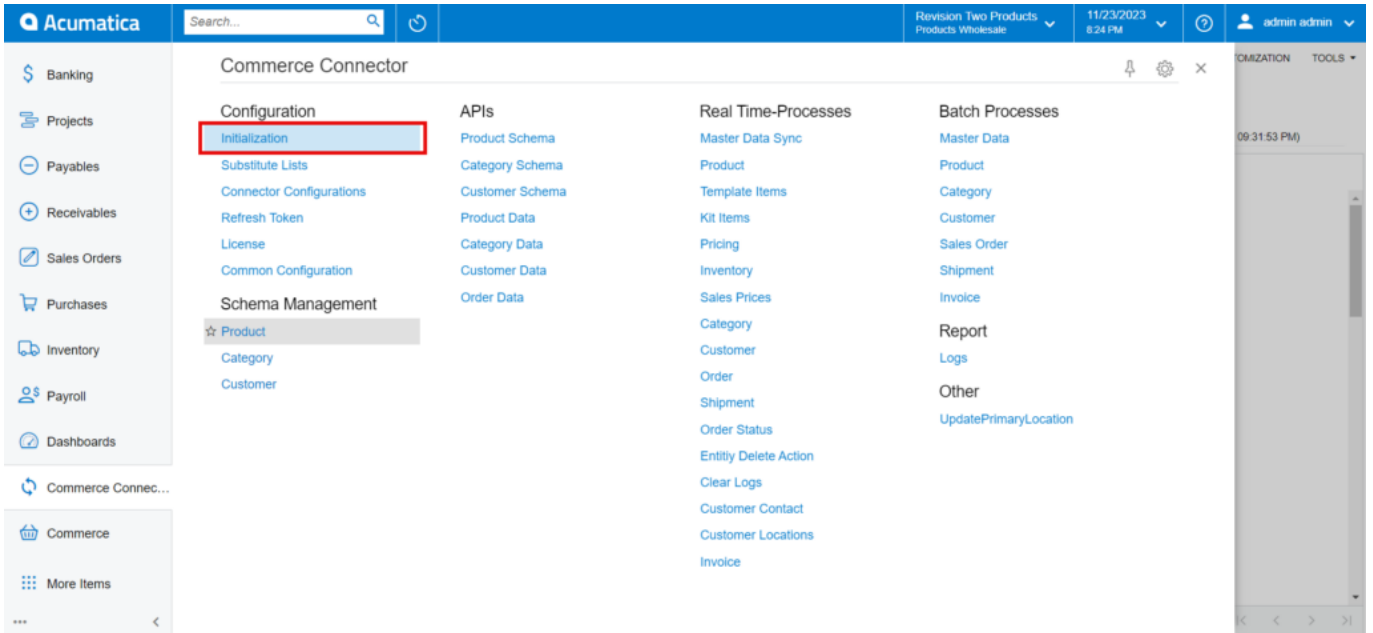 Acumatica
Search...
Revision Two Products
Products Wholesale
11/23/2023
8:24 PM
admin admin
Banking
Projects
Payables
Receivables
Sales Orders
Purchases
Inventory
Payroll
Dashboards
Commerce Connec...
Commerce
More Items
Commerce Connector
Configuration
Initialization
Substitute Lists
Connector Configurations
Refresh Token
License
Common Configuration
Schema Management
Product
Category
Customer
APIs
Product Schema
Category Schema
Customer Schema
Product Data
Category Data
Customer Data
Order Data
Real Time-Processes
Master Data Sync
Product
Template Items
Kit Items
Pricing
Inventory
Sales Prices
Category
Customer
Order
Shipment
Order Status
Entitiy Delete Action
Clear Logs
Customer Contact
Customer Locations
Invoice
Batch Processes
Master Data
Product
Category
Customer
Sales Order
Shipment
Invoice
Report
Logs
Other
UpdatePrimaryLocation
TOMIZATION TOOLS
09:31:53 PM)